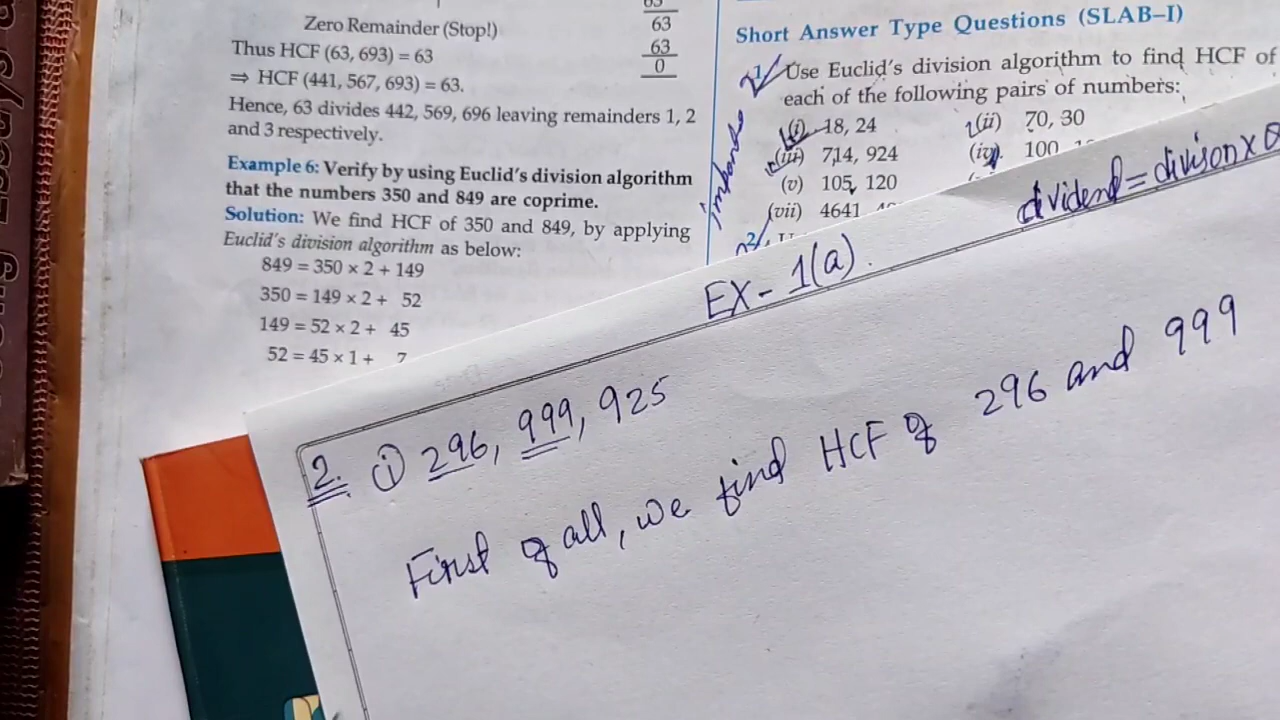 63
Zero Remainder (Stop!)
63
Thus HCF (63, 693) = 63
63
0
⇒ HCF (441, 567, 693) = 63.
Hence, 63 divides 442, 569, 696 leaving remainders 1, 2
and 3 respectively.
Example 6: Verify by using Euclid's division algorithm
that the numbers 350 and 849 are coprime.
Solution: We find HCF of 350 and 849, by applying
Euclid's division algorithm as below:
849 = 350 × 2 + 149
350 = 149 × 2 + 52
149 = 52 × 2 + 45
52 = 45 × 1 + 7
Short Answer Type Questions (SLAB–I)
1 Use Euclid's division algorithm to find HCF of
each of the following pairs of numbers:
(i) 18, 24 (ii) 70, 30
(iii) 714, 924 (iv) 100
(v) 105, 120
(vii) 4641
2.
dividend = divison ×
EX - 1(a).
2. (i) 296, 999, 925
First of all, we find HCF of 296 and 999